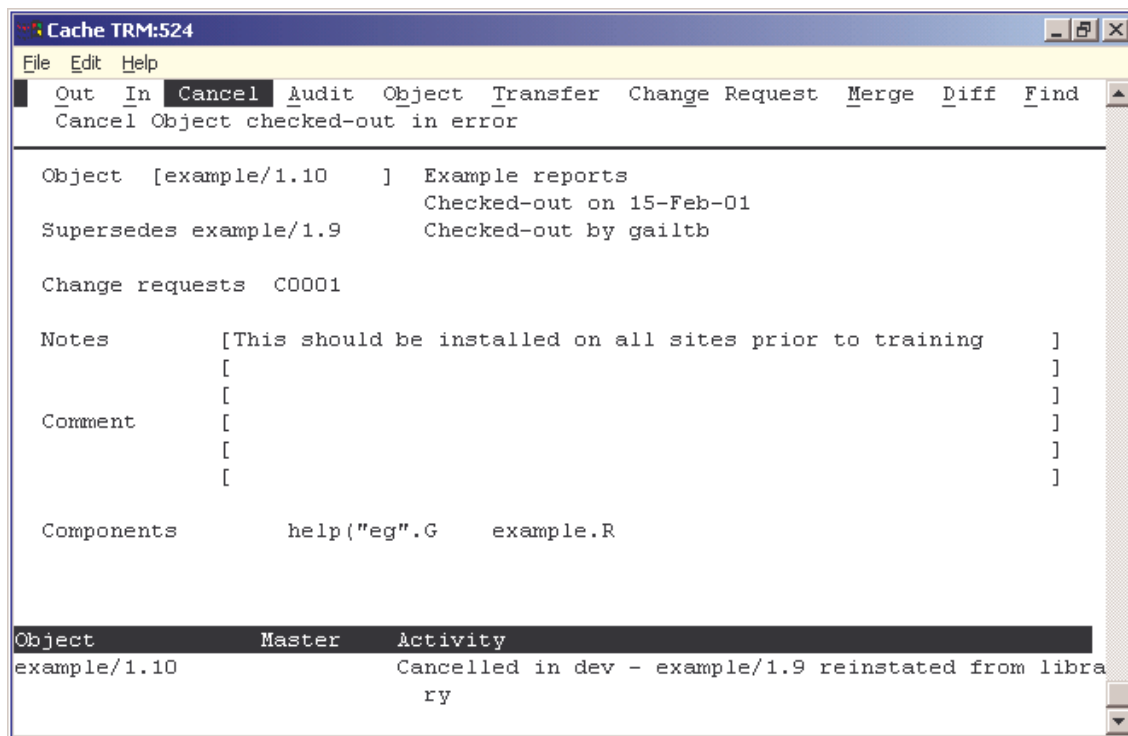 Cache TRM:524
File Edit Help
Out In Cancel Audit Object Transfer Change Request Merge Diff Find
Cancel Object checked-out in error
Object [example/1.10 ] Example reports
Checked-out on 15-Feb-01
Supersedes example/1.9 Checked-out by gailtb
Change requests C0001
Notes [This should be installed on all sites prior to training ]
[ ]
[ ]
Comment [ ]
[ ]
[ ]
Components help("eg".G example.R
Object Master Activity
example/1.10 Cancelled in dev - example/1.9 reinstated from libra
ry